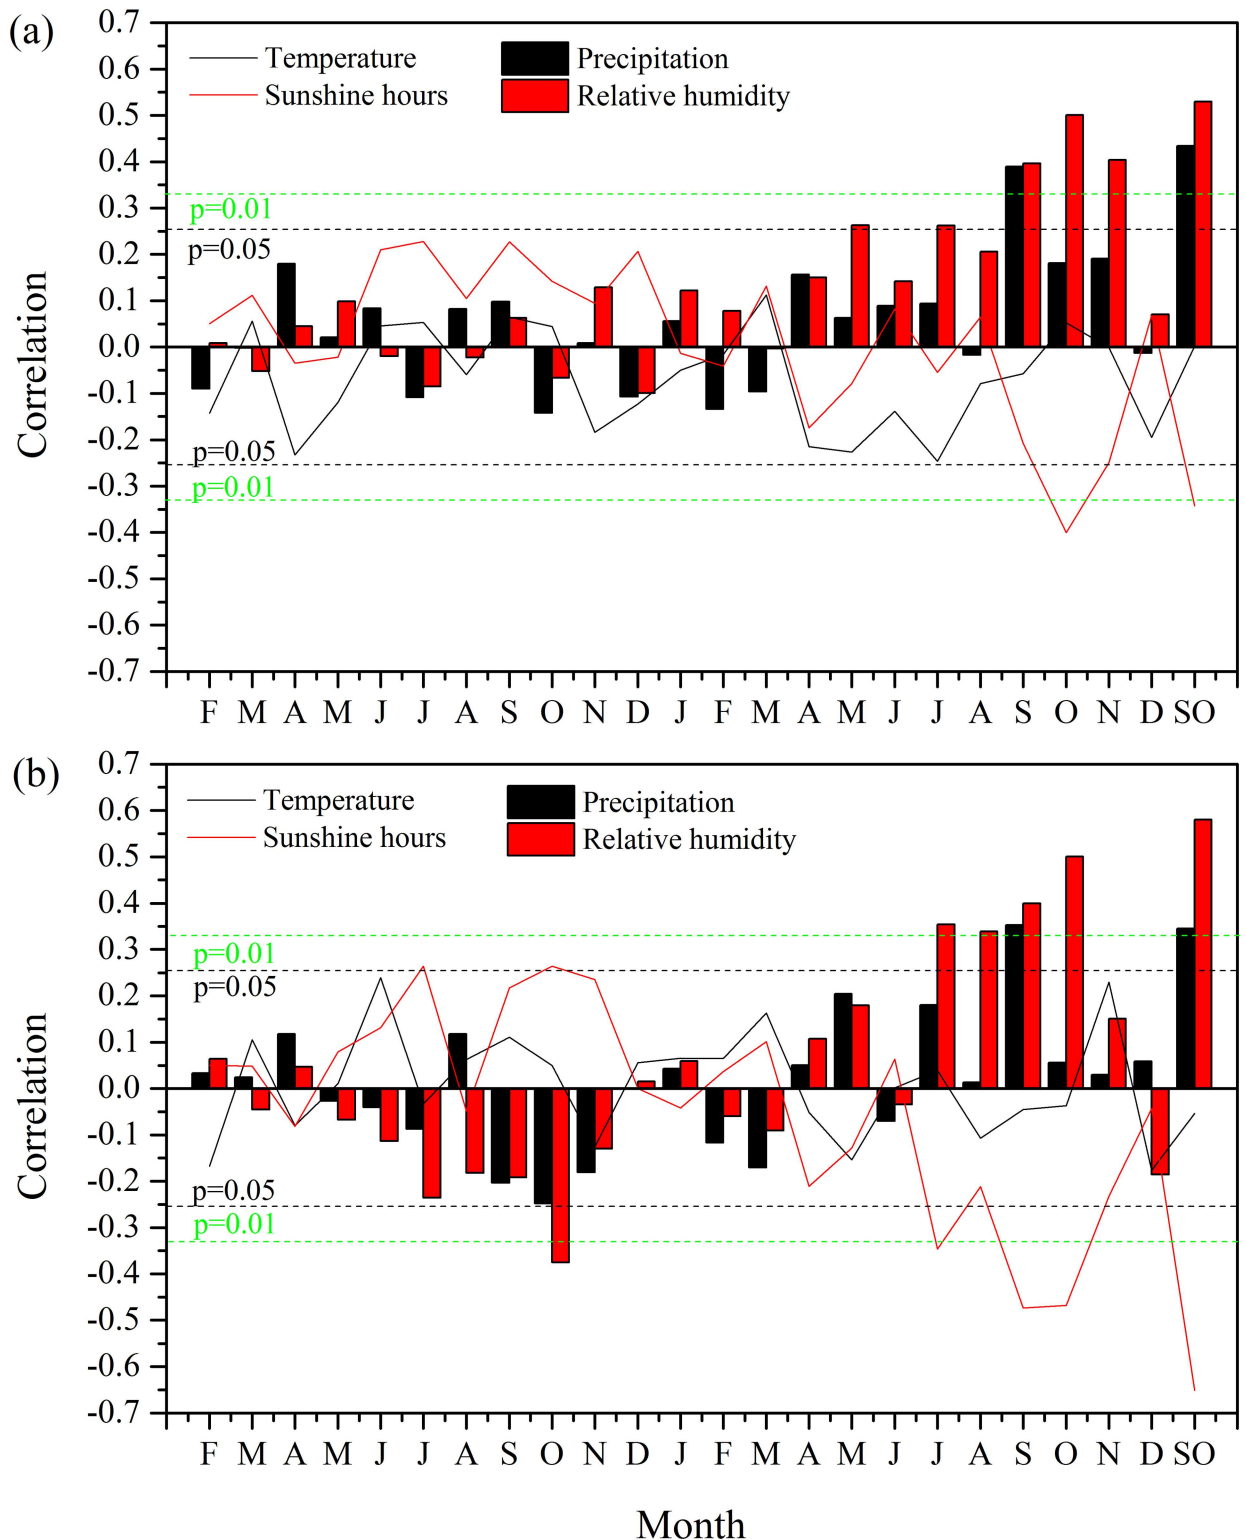 (a)
Temperature
Precipitation
Sunshine hours
Relative humidity
0.7
0.6
0.5
0.4
0.3
0.2
0.1
0.0
-0.1
-0.2
-0.3
-0.4
-0.5
-0.6
-0.7
Correlation
p=0.01
p=0.05
p=0.05
p=0.01
F M A M J J A S O N D J F M A M J J A S O N D SO
(b)
Temperature
Precipitation
Sunshine hours
Relative humidity
0.7
0.6
0.5
0.4
0.3
0.2
0.1
0.0
-0.1
-0.2
-0.3
-0.4
-0.5
-0.6
-0.7
Correlation
p=0.01
p=0.05
p=0.05
p=0.01
F M A M J J A S O N D J F M A M J J A S O N D SO
Month